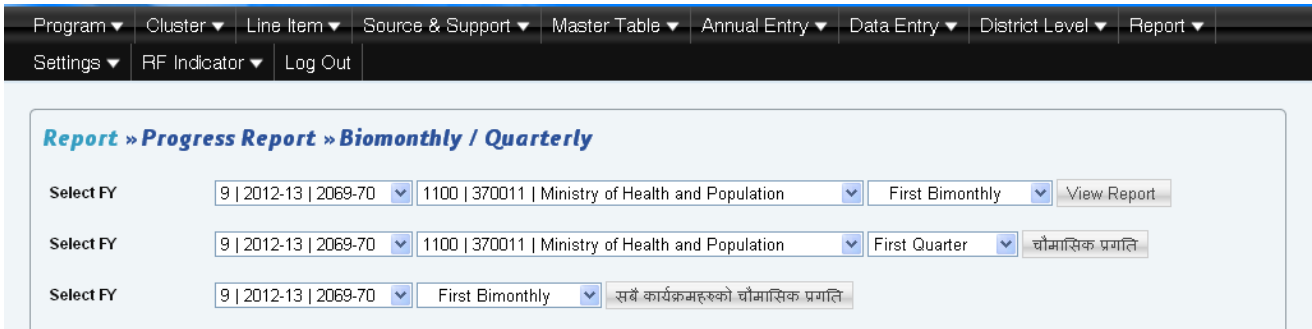 Program ▼ Cluster ▼ Line Item ▼ Source & Support ▼ Master Table ▼ Annual Entry ▼ Data Entry ▼ District Level ▼ Report ▼
Settings ▼ RF Indicator ▼ Log Out
Report » Progress Report » Biomonthly / Quarterly
Select FY 9 | 2012-13 | 2069-70 1100 | 370011 | Ministry of Health and Population First Bimonthly View Report
Select FY 9 | 2012-13 | 2069-70 1100 | 370011 | Ministry of Health and Population First Quarter चौमासिक प्रगति
Select FY 9 | 2012-13 | 2069-70 First Bimonthly सबै कार्यक्रमहरुको चौमासिक प्रगति